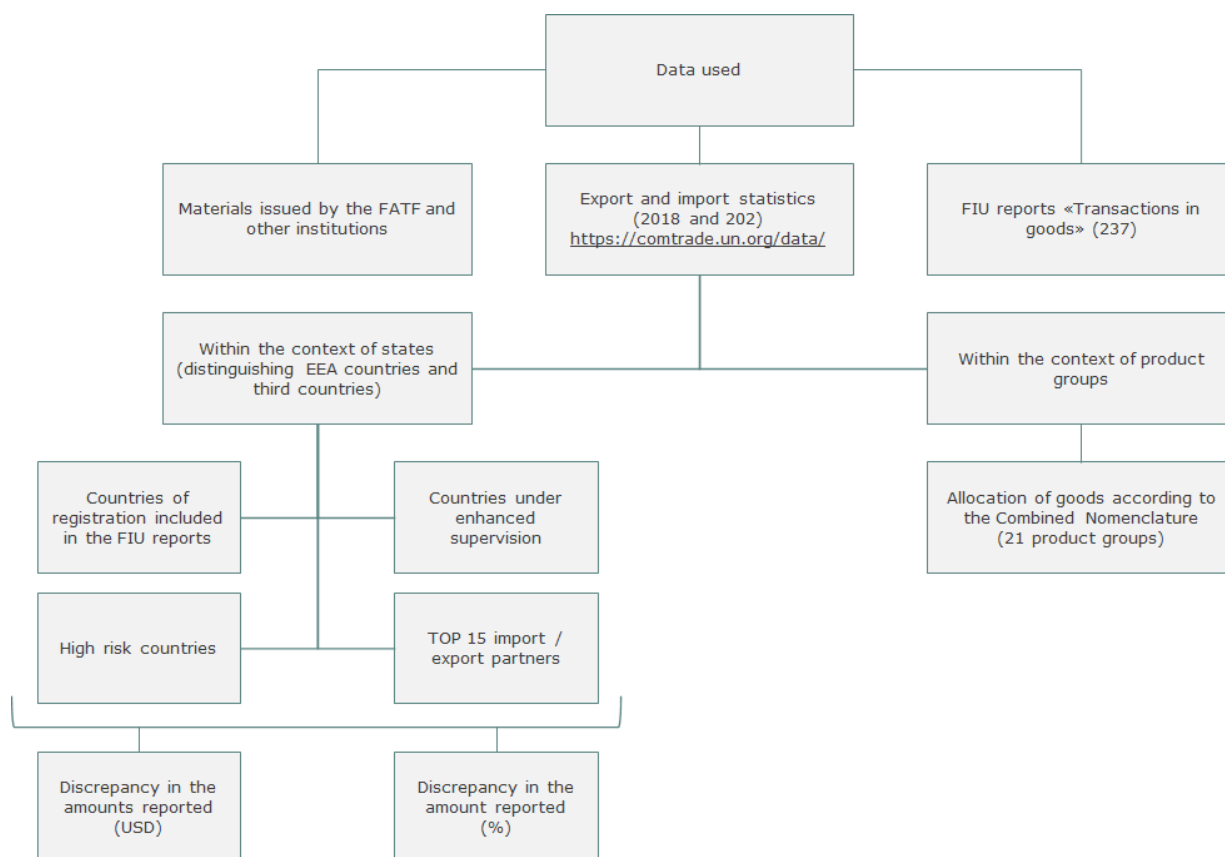 Data used
Materials issued by the FATF and
other institutions
Export and import statistics
(2018 and 202)
https://comtrade.un.org/data/
FIU reports «Transactions in
goods» (237)
Within the context of states
(distinguishing EEA countries and
third countries)
Within the context of product
groups
Countries of
registration included
in the FIU reports
Countries under
enhanced
supervision
Allocation of goods according to
the Combined Nomenclature
(21 product groups)
High risk countries
TOP 15 import /
export partners
Discrepancy in the
amounts reported
(USD)
Discrepancy in the
amount reported
(%)